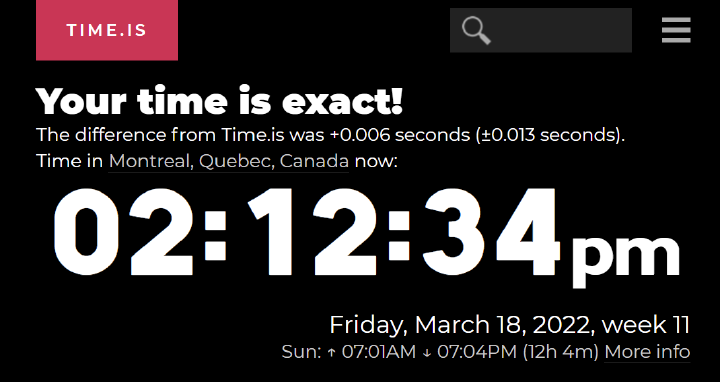 TIME.IS
Your time is exact!
The difference from Time.is was +0.006 seconds (±0.013 seconds).
Time in Montreal, Quebec, Canada now:
02:12:34pm
Friday, March 18, 2022, week 11
Sun: ↑ 07:01AM ↓ 07:04PM (12h 4m) More info